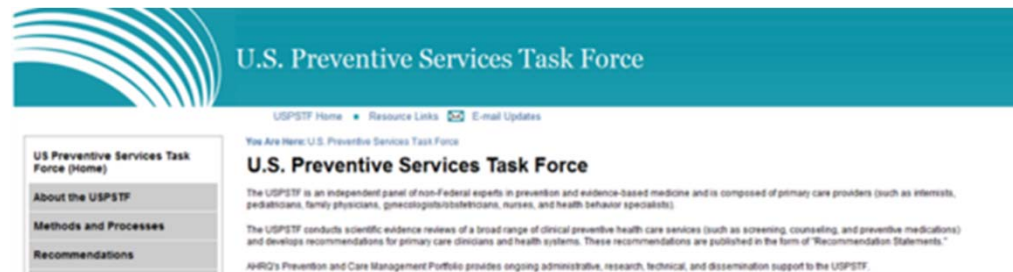 U.S. Preventive Services Task Force
USPSTF Home ▪ Resource Links E-mail Updates
You Are Here: U.S. Preventive Services Task Force
US Preventive Services Task
Force (Home)
About the USPSTF
Methods and Processes
Recommendations
U.S. Preventive Services Task Force
The USPSTF is an independent panel of non-Federal experts in prevention and evidence-based medicine and is composed of primary care providers (such as internists,
pediatricians, family physicians, gynecologists/obstetricians, nurses, and health behavior specialists).
The USPSTF conducts scientific evidence reviews of a broad range of clinical preventive health care services (such as screening, counseling, and preventive medications)
and develops recommendations for primary care clinicians and health systems. These recommendations are published in the form of "Recommendation Statements."
AHRQ's Prevention and Care Management Portfolio provides ongoing administrative, research, technical, and dissemination support to the USPSTF.